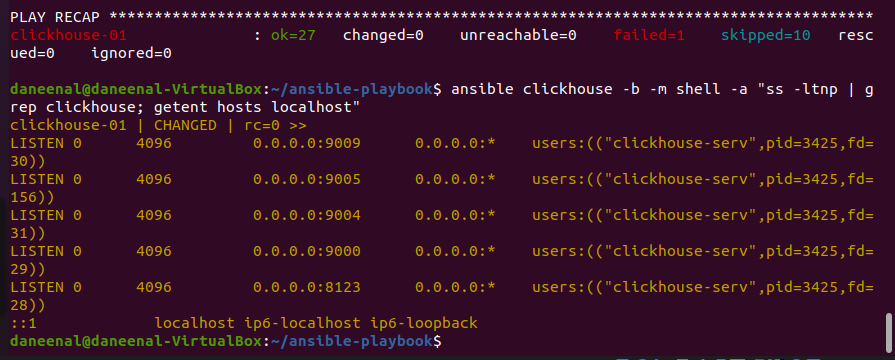 PLAY RECAP *************************************************************************************
clickhouse-01              : ok=27   changed=0    unreachable=0    failed=1    skipped=10   resc
ued=0    ignored=0
daneenal@daneenal-VirtualBox:~/ansible-playbook$ ansible clickhouse -b -m shell -a "ss -ltnp | g
rep clickhouse; getent hosts localhost"
clickhouse-01 | CHANGED | rc=0 >>
LISTEN 0      4096         0.0.0.0:9009      0.0.0.0:*    users:(("clickhouse-serv",pid=3425,fd=
30))
LISTEN 0      4096         0.0.0.0:9005      0.0.0.0:*    users:(("clickhouse-serv",pid=3425,fd=
156))
LISTEN 0      4096         0.0.0.0:9004      0.0.0.0:*    users:(("clickhouse-serv",pid=3425,fd=
31))
LISTEN 0      4096         0.0.0.0:9000      0.0.0.0:*    users:(("clickhouse-serv",pid=3425,fd=
29))
LISTEN 0      4096         0.0.0.0:8123      0.0.0.0:*    users:(("clickhouse-serv",pid=3425,fd=
28))
::1             localhost ip6-localhost ip6-loopback
daneenal@daneenal-VirtualBox:~/ansible-playbook$